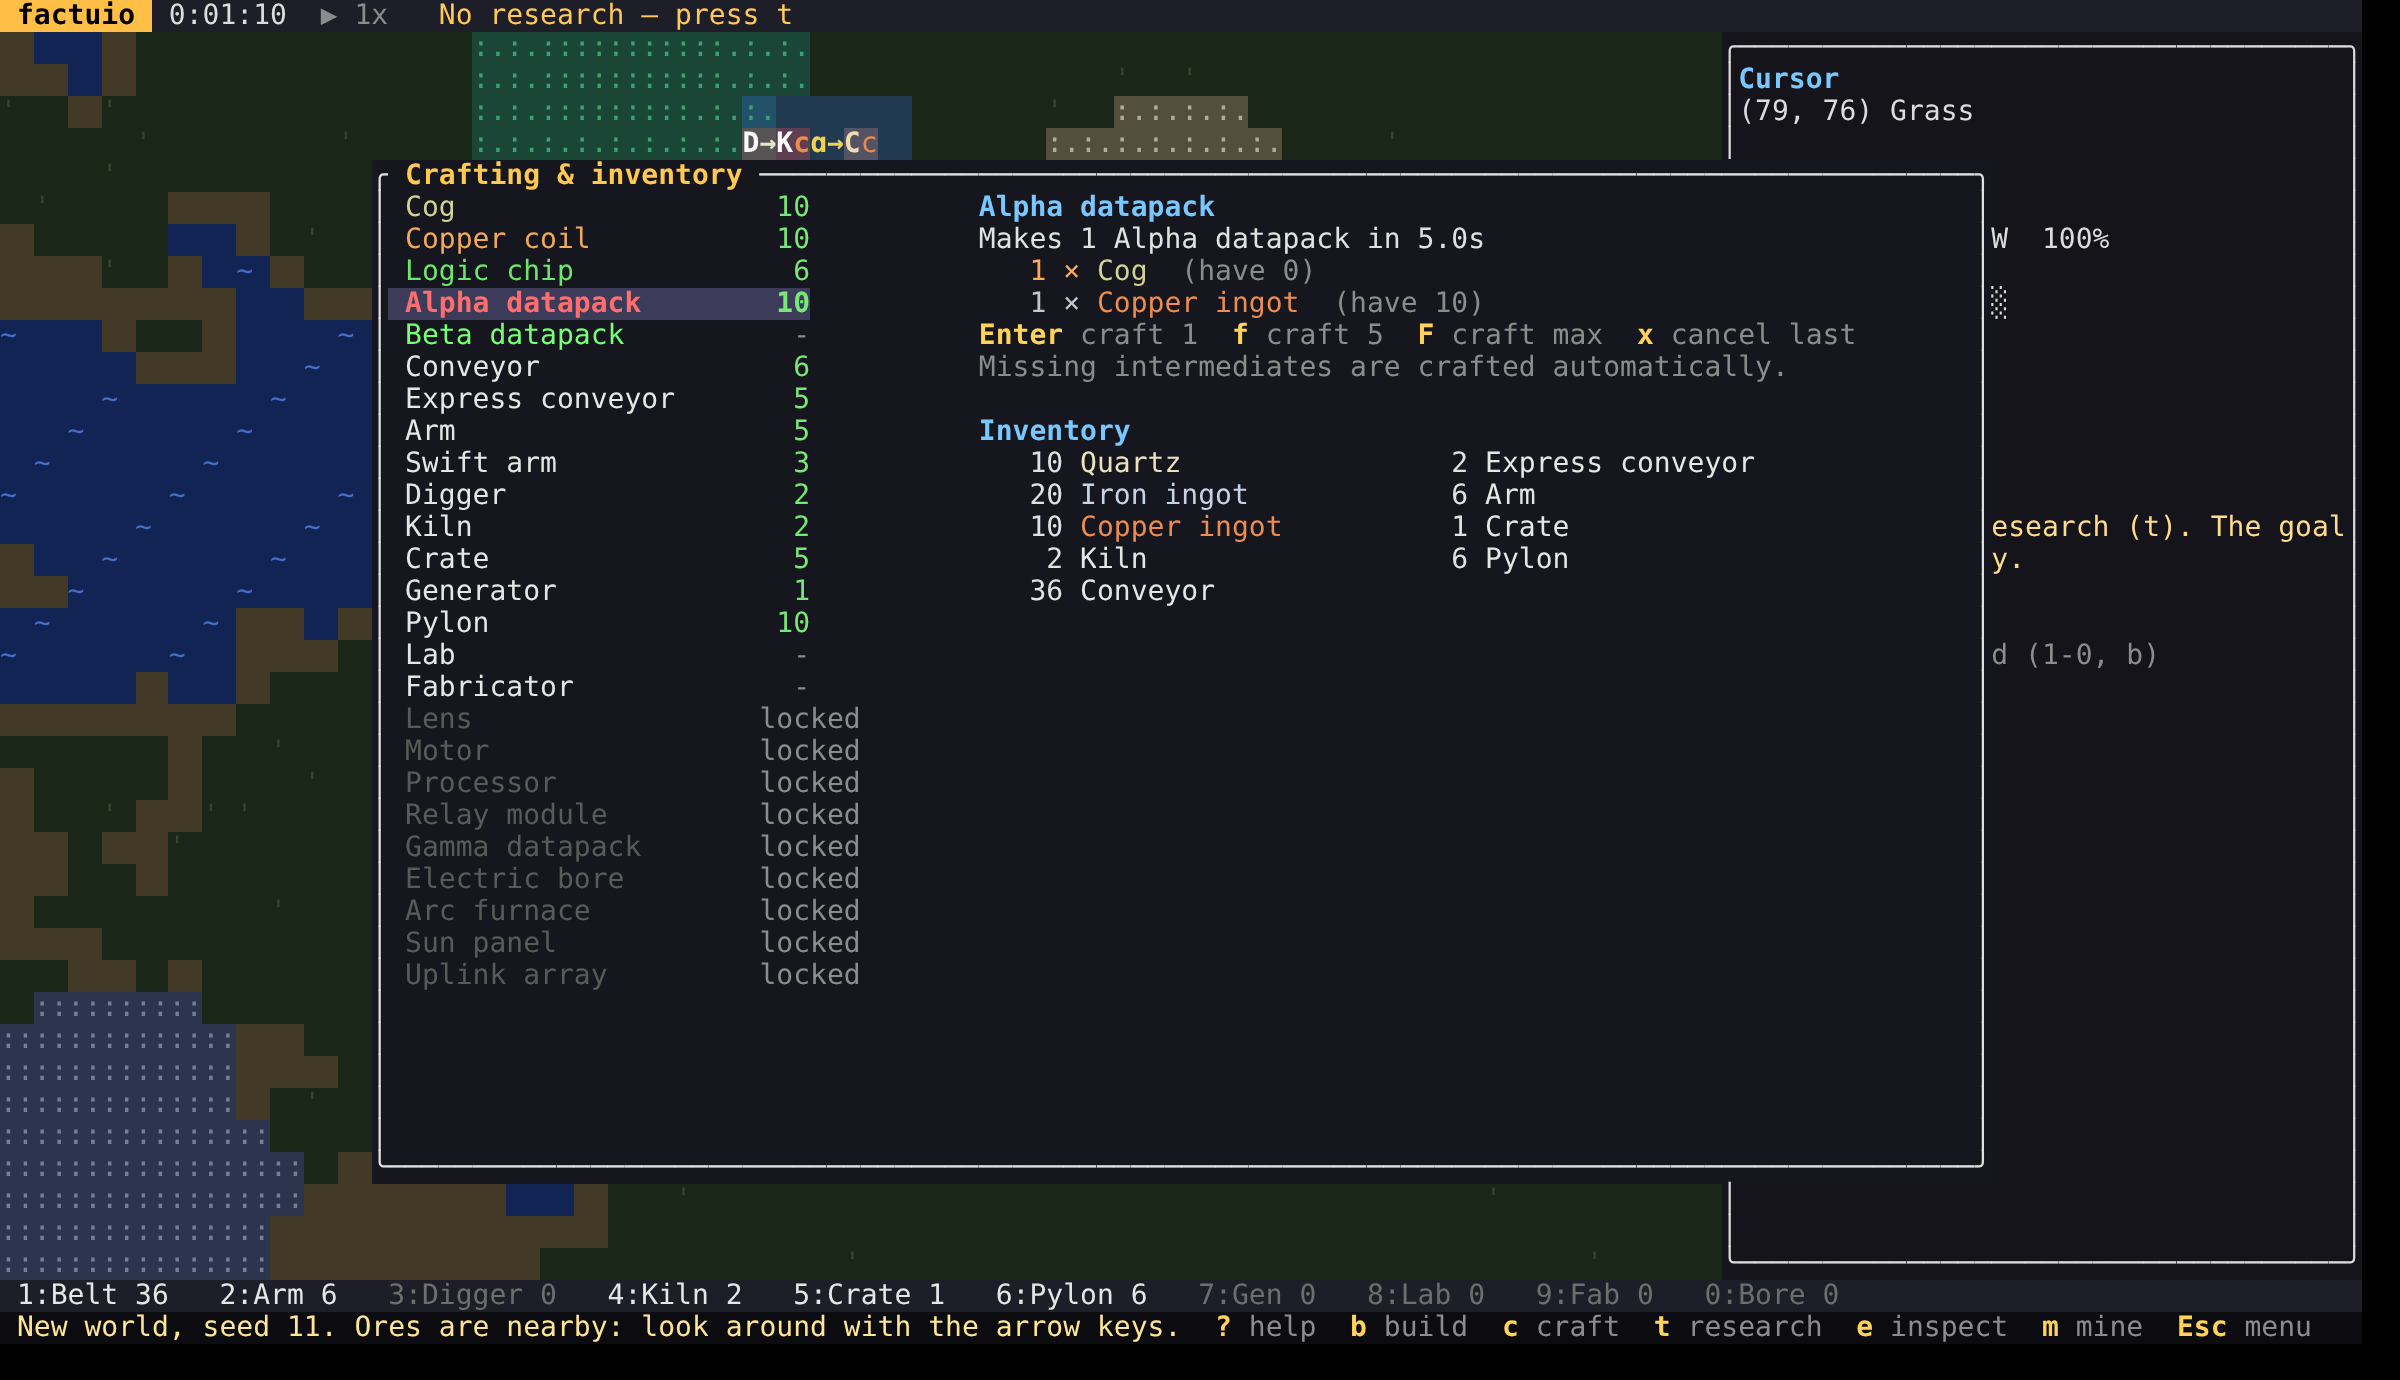 factuio 0:01:10 ▶ 1x No research — press t
Cursor
(79, 76) Grass
D→Kcα→Cc
Crafting & inventory
Cog 10
Copper coil 10
Logic chip 6
Alpha datapack 10
Beta datapack -
Conveyor 6
Express conveyor 5
Arm 5
Swift arm 3
Digger 2
Kiln 2
Crate 5
Generator 1
Pylon 10
Lab -
Fabricator -
Lens locked
Motor locked
Processor locked
Relay module locked
Gamma datapack locked
Electric bore locked
Arc furnace locked
Sun panel locked
Uplink array locked
Alpha datapack
Makes 1 Alpha datapack in 5.0s
1 × Cog (have 0)
1 × Copper ingot (have 10)
Enter craft 1 f craft 5 F craft max x cancel last
Missing intermediates are crafted automatically.
Inventory
10 Quartz 2 Express conveyor
20 Iron ingot 6 Arm
10 Copper ingot 1 Crate
2 Kiln 6 Pylon
36 Conveyor
W 100%
esearch (t). The goal
y.
d (1-0, b)
1:Belt 36 2:Arm 6 3:Digger 0 4:Kiln 2 5:Crate 1 6:Pylon 6 7:Gen 0 8:Lab 0 9:Fab 0 0:Bore 0
New world, seed 11. Ores are nearby: look around with the arrow keys. ? help b build c craft t research e inspect m mine Esc menu